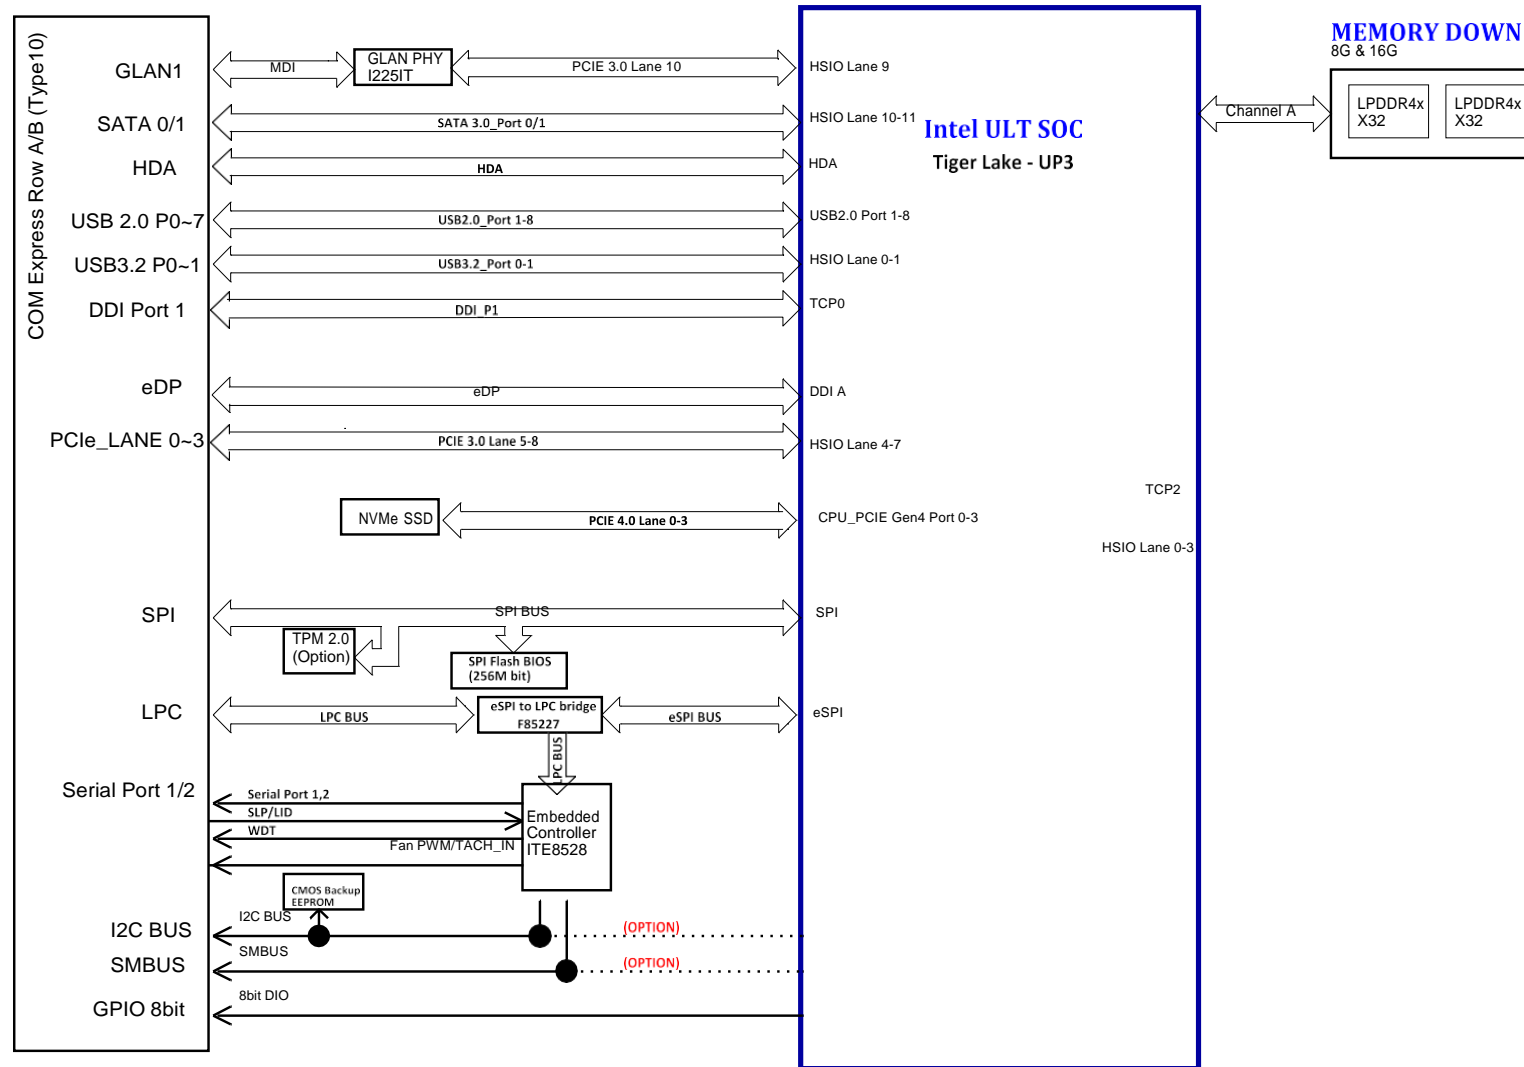 COM Express Row A/B (Type10)
GLAN1
MDI
GLAN PHY
I225IT
PCIE 3.0 Lane 10
HSIO Lane 9
SATA 0/1
SATA 3.0_Port 0/1
HSIO Lane 10-11
HDA
HDA
HDA
USB 2.0 P0~7
USB2.0_Port 1-8
USB2.0 Port 1-8
USB3.2 P0~1
USB3.2_Port 0-1
HSIO Lane 0-1
DDI Port 1
DDI_P1
TCP0
eDP
eDP
DDI A
PCIe_LANE 0~3
PCIE 3.0 Lane 5-8
HSIO Lane 4-7
NVMe SSD
PCIE 4.0 Lane 0-3
CPU_PCIE Gen4 Port 0-3
SPI
SPI BUS
SPI
TPM 2.0
(Option)
SPI Flash BIOS
(256M bit)
LPC
LPC BUS
eSPI to LPC bridge
F85227
eSPI BUS
eSPI
LPC BUS
Serial Port 1/2
Serial Port 1,2
SLP/LID
WDT
Fan PWM/TACH_IN
Embedded
Controller
ITE8528
CMOS Backup
EEPROM
I2C BUS
I2C BUS
(OPTION)
SMBUS
SMBUS
(OPTION)
GPIO 8bit
8bit DIO
Intel ULT SOC
Tiger Lake - UP3
TCP2
HSIO Lane 0-3
Channel A
MEMORY DOWN
8G & 16G
LPDDR4x
X32
LPDDR4x
X32